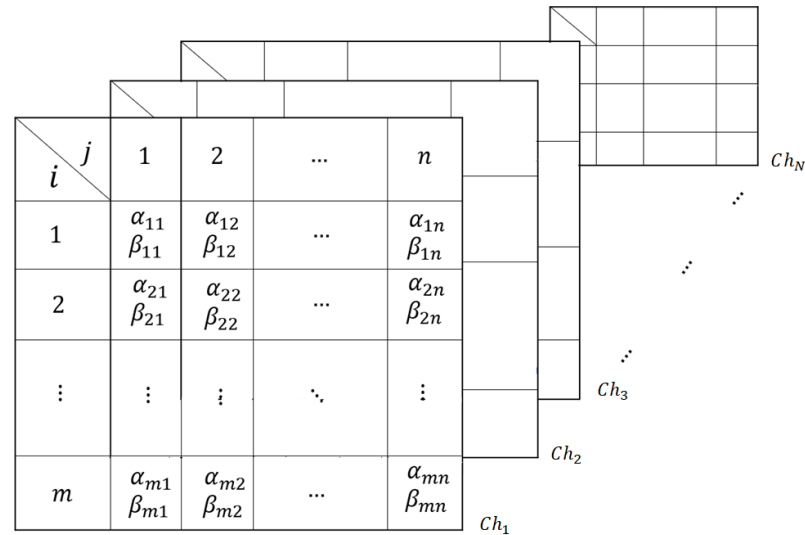 j
i
1 2 ... n
1 α₁₁ α₁₂ ... α₁ₙ
β₁₁ β₁₂ β₁ₙ
2 α₂₁ α₂₂ ... α₂ₙ
β₂₁ β₂₂ β₂ₙ
⋮ ⋮ ⋮ ⋱ ⋮
m αₘ₁ αₘ₂ ... αₘₙ
βₘ₁ βₘ₂ βₘₙ
Ch₁
Ch₂
Ch₃
⋰
⋰
⋰
Ch_N